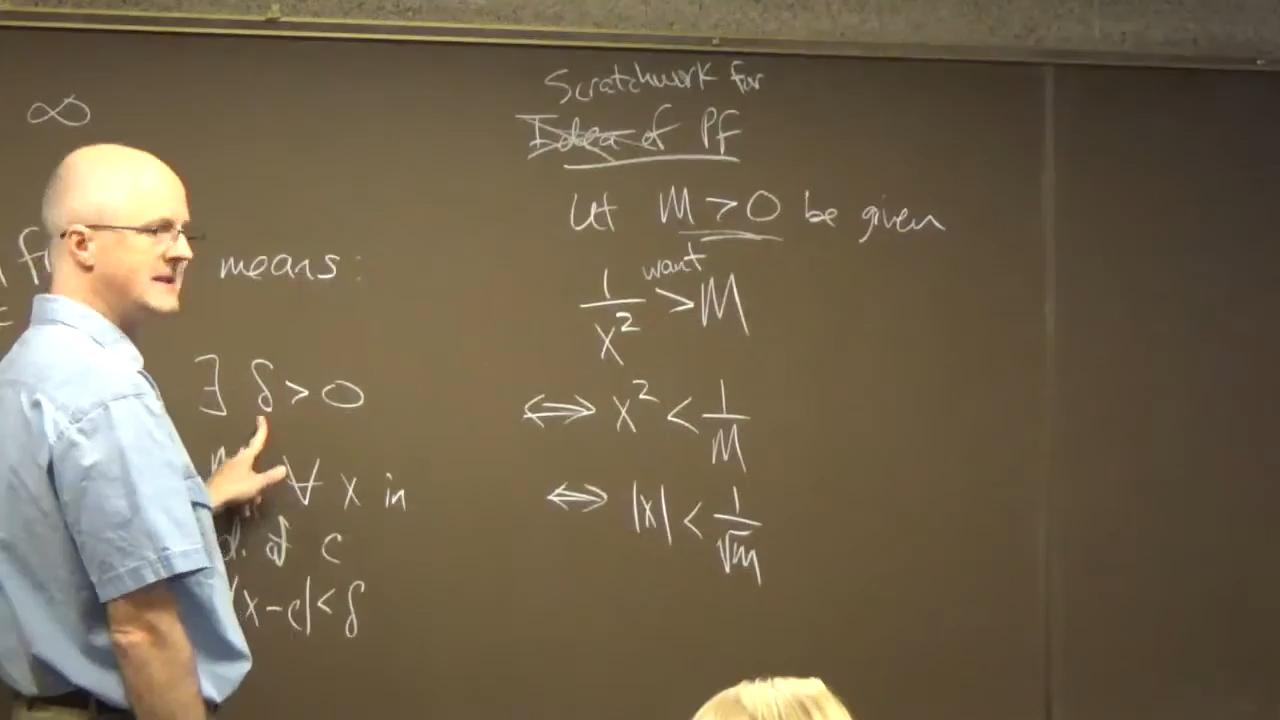 ∞
means:
∃ δ > 0
∀ x in
of c
|x-c| < δ
Scratchwork for
Idea of Pf
Let M > 0 be given
want
1/x² > M
⟺ x² < 1/M
⟺ |x| < 1/√M